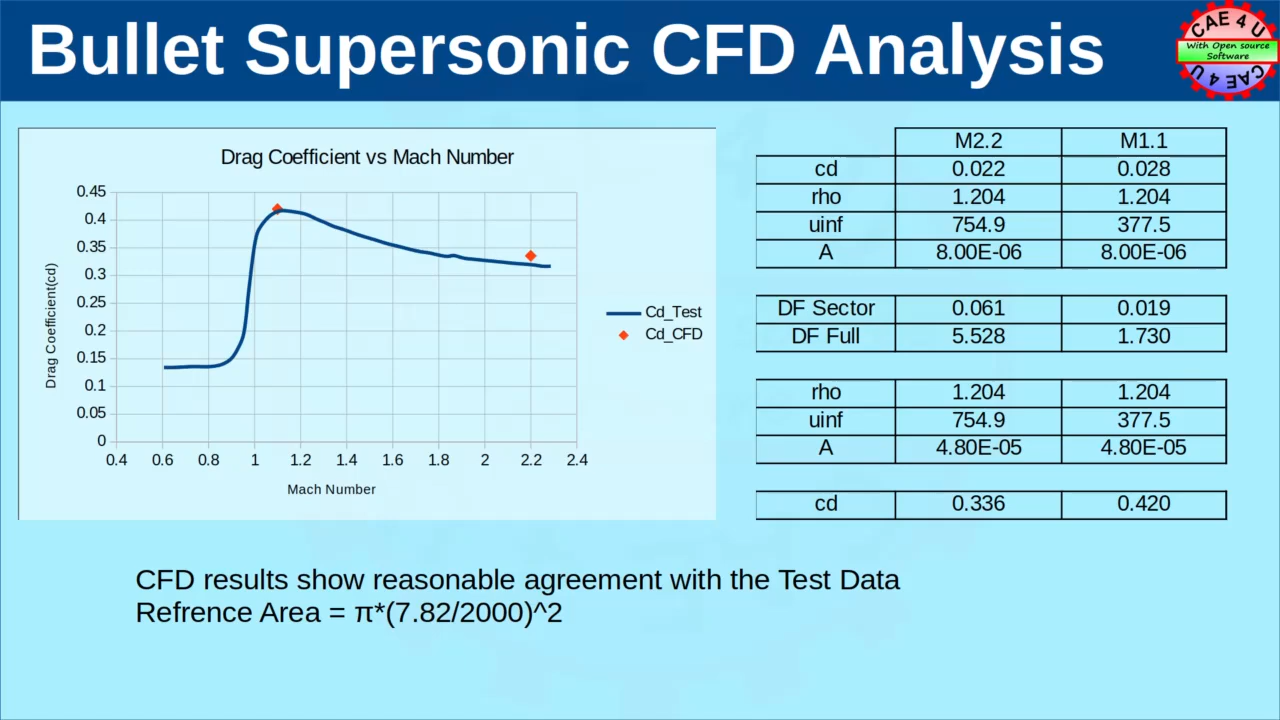 Bullet Supersonic CFD Analysis
CAE 4 U
With Open source
Software
CAE 4 U
Drag Coefficient vs Mach Number
Drag Coefficient(cd)
0.45
0.4
0.35
0.3
0.25
0.2
0.15
0.1
0.05
0
0.4 0.6 0.8 1 1.2 1.4 1.6 1.8 2 2.2 2.4
Mach Number
Cd_Test
Cd_CFD
M2.2 M1.1
cd 0.022 0.028
rho 1.204 1.204
uinf 754.9 377.5
A 8.00E-06 8.00E-06
DF Sector 0.061 0.019
DF Full 5.528 1.730
rho 1.204 1.204
uinf 754.9 377.5
A 4.80E-05 4.80E-05
cd 0.336 0.420
CFD results show reasonable agreement with the Test Data
Refrence Area = π*(7.82/2000)^2